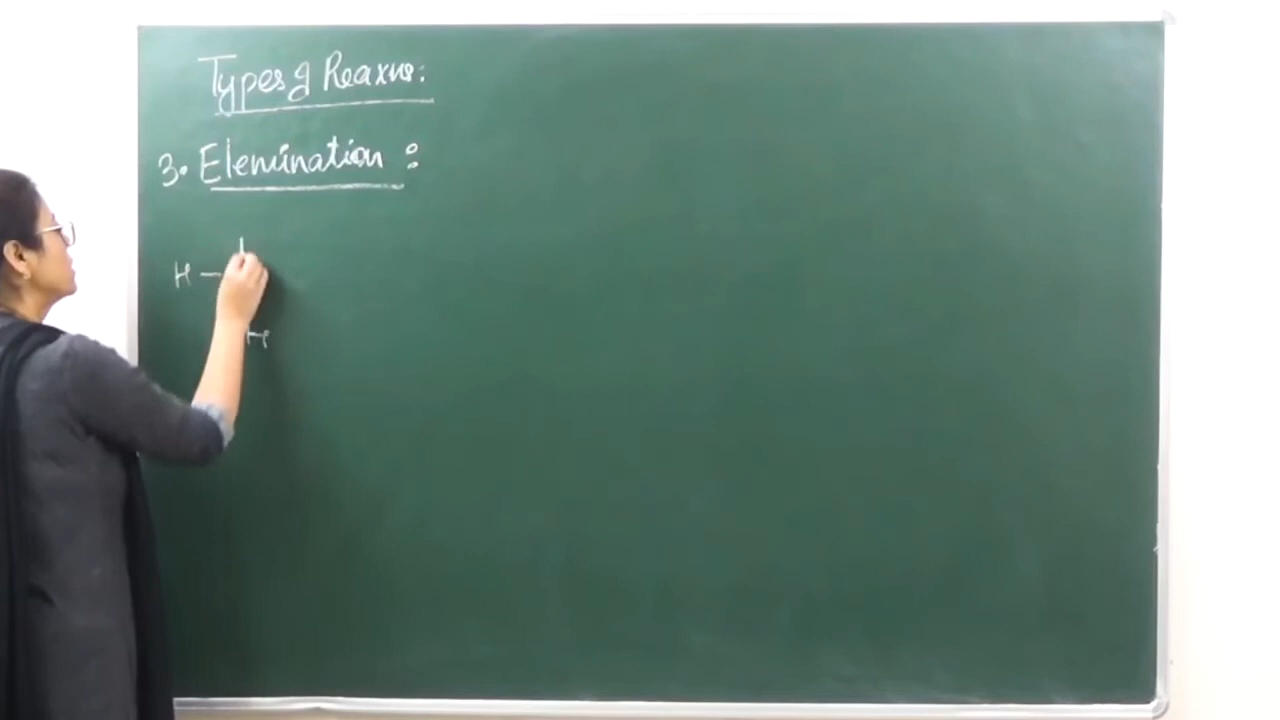 Types of Reaxns:
3. Elemination :
H —
H